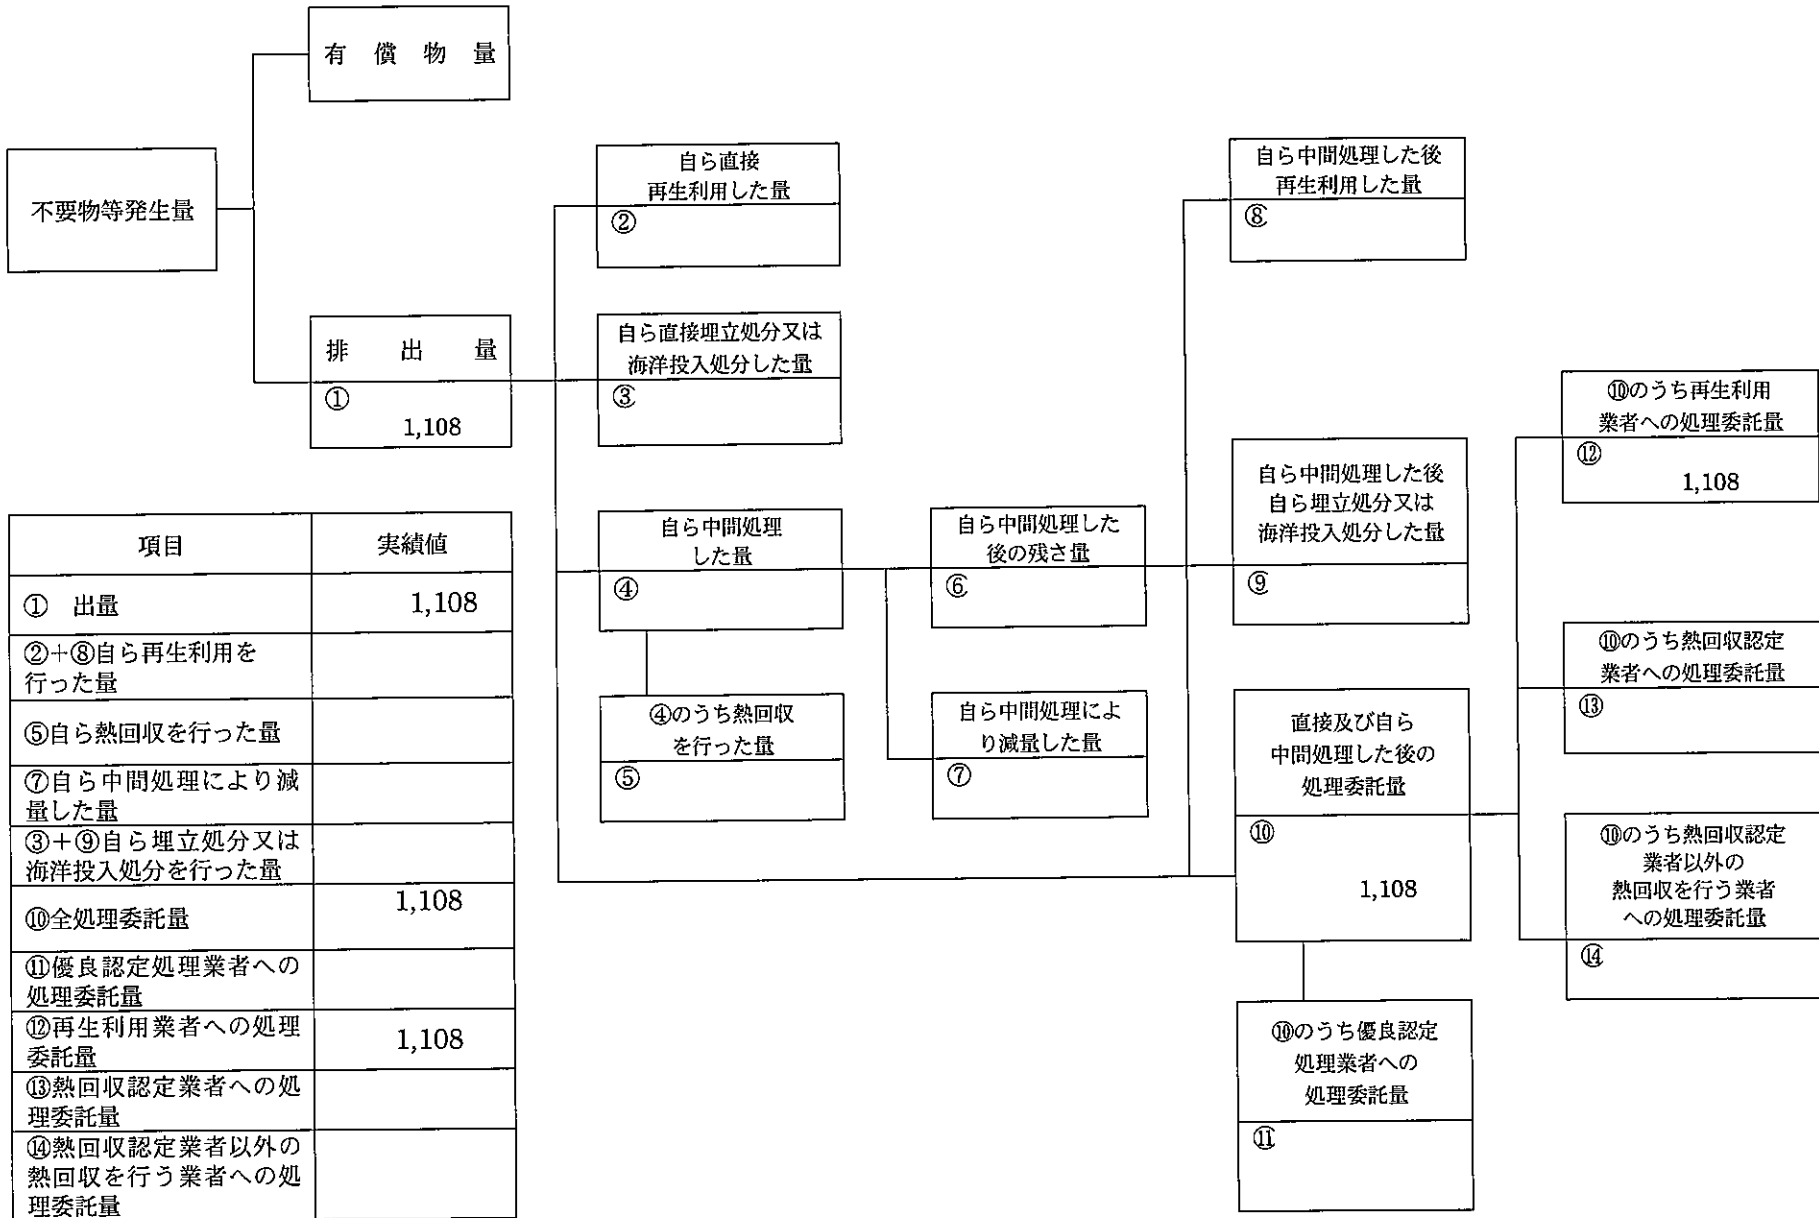 有償物量
不要物等発生量
排出量
①
1,108
自ら直接
再生利用した量
②
自ら直接埋立処分又は
海洋投入処分した量
③
自ら中間処理
した量
④
④のうち熱回収
を行った量
⑤
自ら中間処理した
後の残さ量
⑥
自ら中間処理によ
り減量した量
⑦
自ら中間処理した後
再生利用した量
⑧
自ら中間処理した後
自ら埋立処分又は
海洋投入処分した量
⑨
直接及び自ら
中間処理した後の
処理委託量
⑩
1,108
⑩のうち優良認定
処理業者への
処理委託量
⑪
⑩のうち再生利用
業者への処理委託量
⑫
1,108
⑩のうち熱回収認定
業者への処理委託量
⑬
⑩のうち熱回収認定
業者以外の
熱回収を行う業者
への処理委託量
⑭
項目 実績値
① 出量 1,108
②+⑧自ら再生利用を
行った量
⑤自ら熱回収を行った量
⑦自ら中間処理により減
量した量
③+⑨自ら埋立処分又は
海洋投入処分を行った量
⑩全処理委託量 1,108
⑪優良認定処理業者への
処理委託量
⑫再生利用業者への処理
委託量 1,108
⑬熱回収認定業者への処
理委託量
⑭熱回収認定業者以外の
熱回収を行う業者への処
理委託量